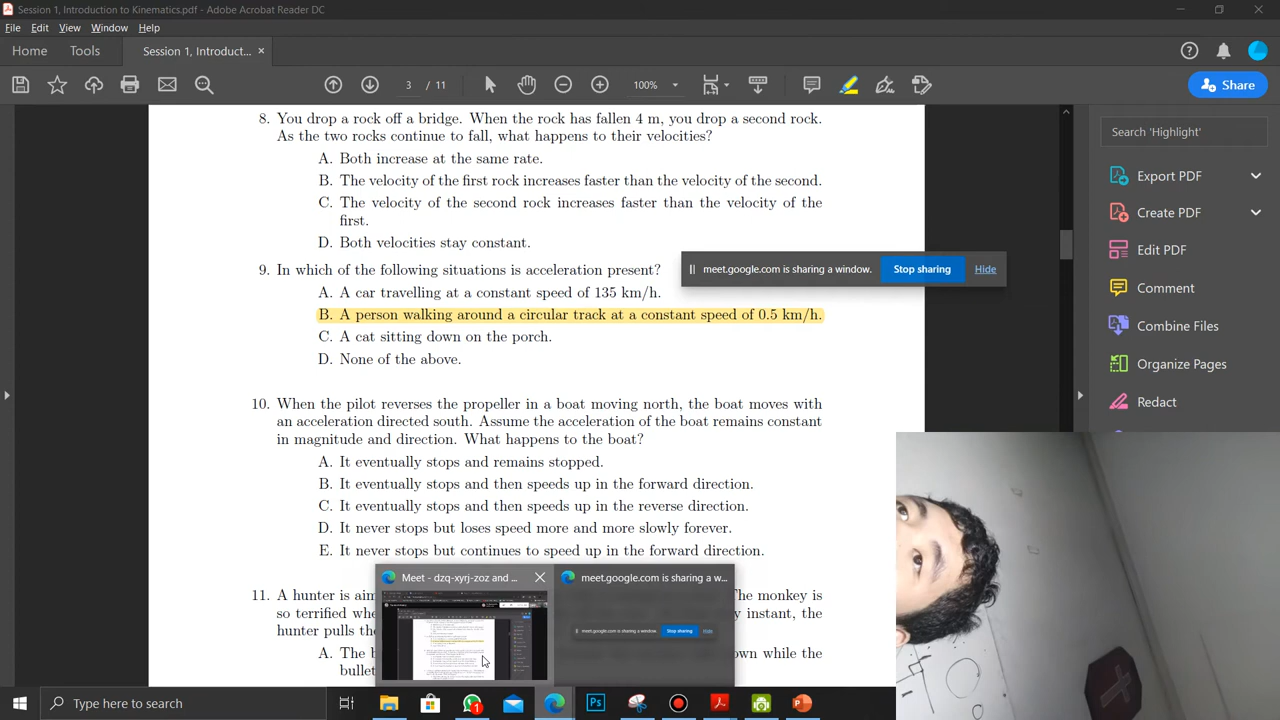 Session 1, Introduction to Kinematics.pdf - Adobe Acrobat Reader DC
File Edit View Window Help
Home Tools Session 1, Introduct... ×
3 / 11 100% Share
8. You drop a rock off a bridge. When the rock has fallen 4 m, you drop a second rock.
As the two rocks continue to fall, what happens to their velocities?
A. Both increase at the same rate.
B. The velocity of the first rock increases faster than the velocity of the second.
C. The velocity of the second rock increases faster than the velocity of the
first.
D. Both velocities stay constant.
9. In which of the following situations is acceleration present?
A. A car travelling at a constant speed of 135 km/h.
B. A person walking around a circular track at a constant speed of 0.5 km/h.
C. A cat sitting down on the porch.
D. None of the above.
10. When the pilot reverses the propeller in a boat moving north, the boat moves with
an acceleration directed south. Assume the acceleration of the boat remains constant
in magnitude and direction. What happens to the boat?
A. It eventually stops and remains stopped.
B. It eventually stops and then speeds up in the forward direction.
C. It eventually stops and then speeds up in the reverse direction.
D. It never stops but loses speed more and more slowly forever.
E. It never stops but continues to speed up in the forward direction.
11. A hunter is aim
The monkey is
so terrified whe
y instant, the
hunter pulls the
A. The b
own while the
bulle
meet.google.com is sharing a window. Stop sharing Hide
Search 'Highlight'
Export PDF
Create PDF
Edit PDF
Comment
Combine Files
Organize Pages
Redact
Meet - dzq-xyrj-zoz and ...
meet.google.com is sharing a w...
meet.google.com is sharing a window. Stop sharing Hide
Type here to search
1
Ps